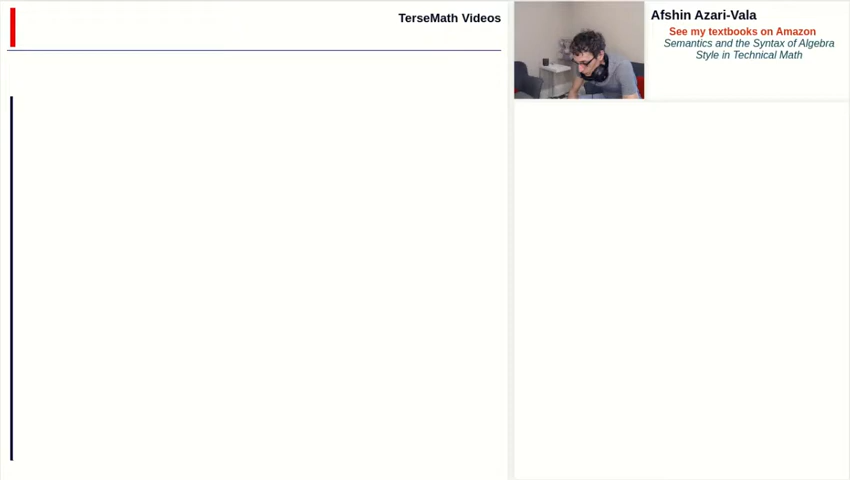 TerseMath Videos
Afshin Azari-Vala
See my textbooks on Amazon
Semantics and the Syntax of Algebra
Style in Technical Math